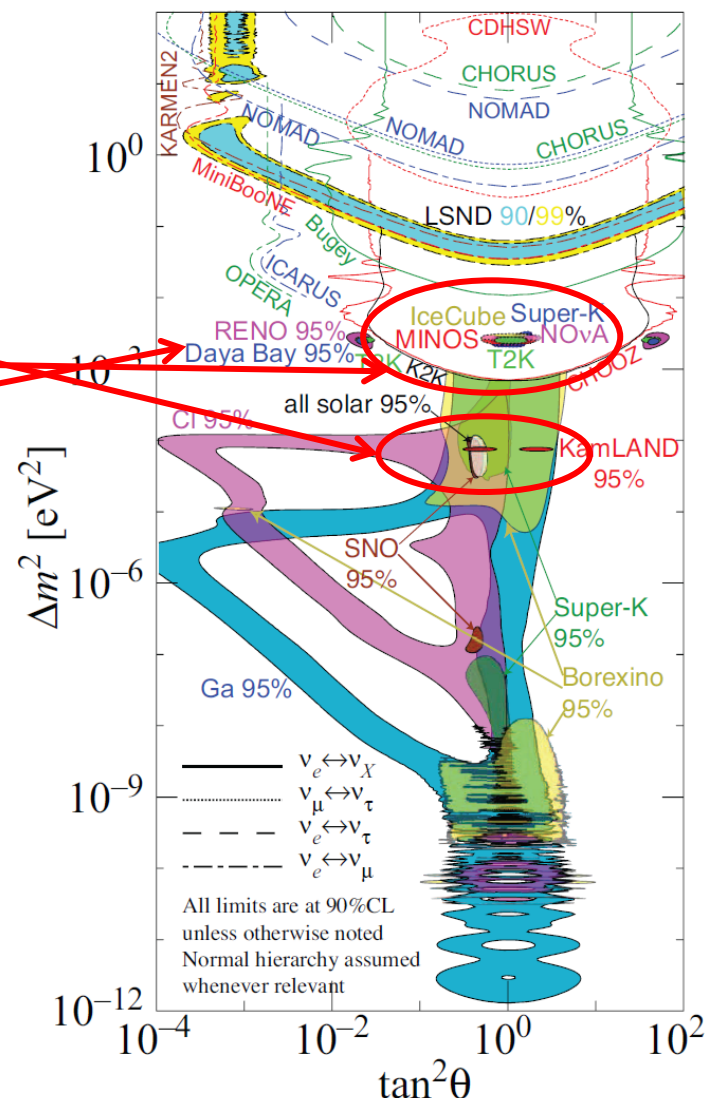 CDHSW
CHORUS
NOMAD
KARMEN2
NOMAD
NOMAD
CHORUS
10⁰
MiniBooNE
LSND 90/99%
Bugey
ICARUS
OPERA
IceCube Super-K
RENO 95%
MINOS
NOνA
Daya Bay 95%
T2K
K2K
CHOOZ
all solar 95%
Cl 95%
KamLAND
95%
SNO
95%
10⁻⁶
Super-K
95%
Ga 95%
Borexino
95%
10⁻⁹
νe↔νX
νμ↔ντ
νe↔ντ
νe↔νμ
All limits are at 90%CL
unless otherwise noted
Normal hierarchy assumed
whenever relevant
10⁻¹²
10⁻⁴ 10⁻² 10⁰ 10²
tan²θ
Δm² [eV²]